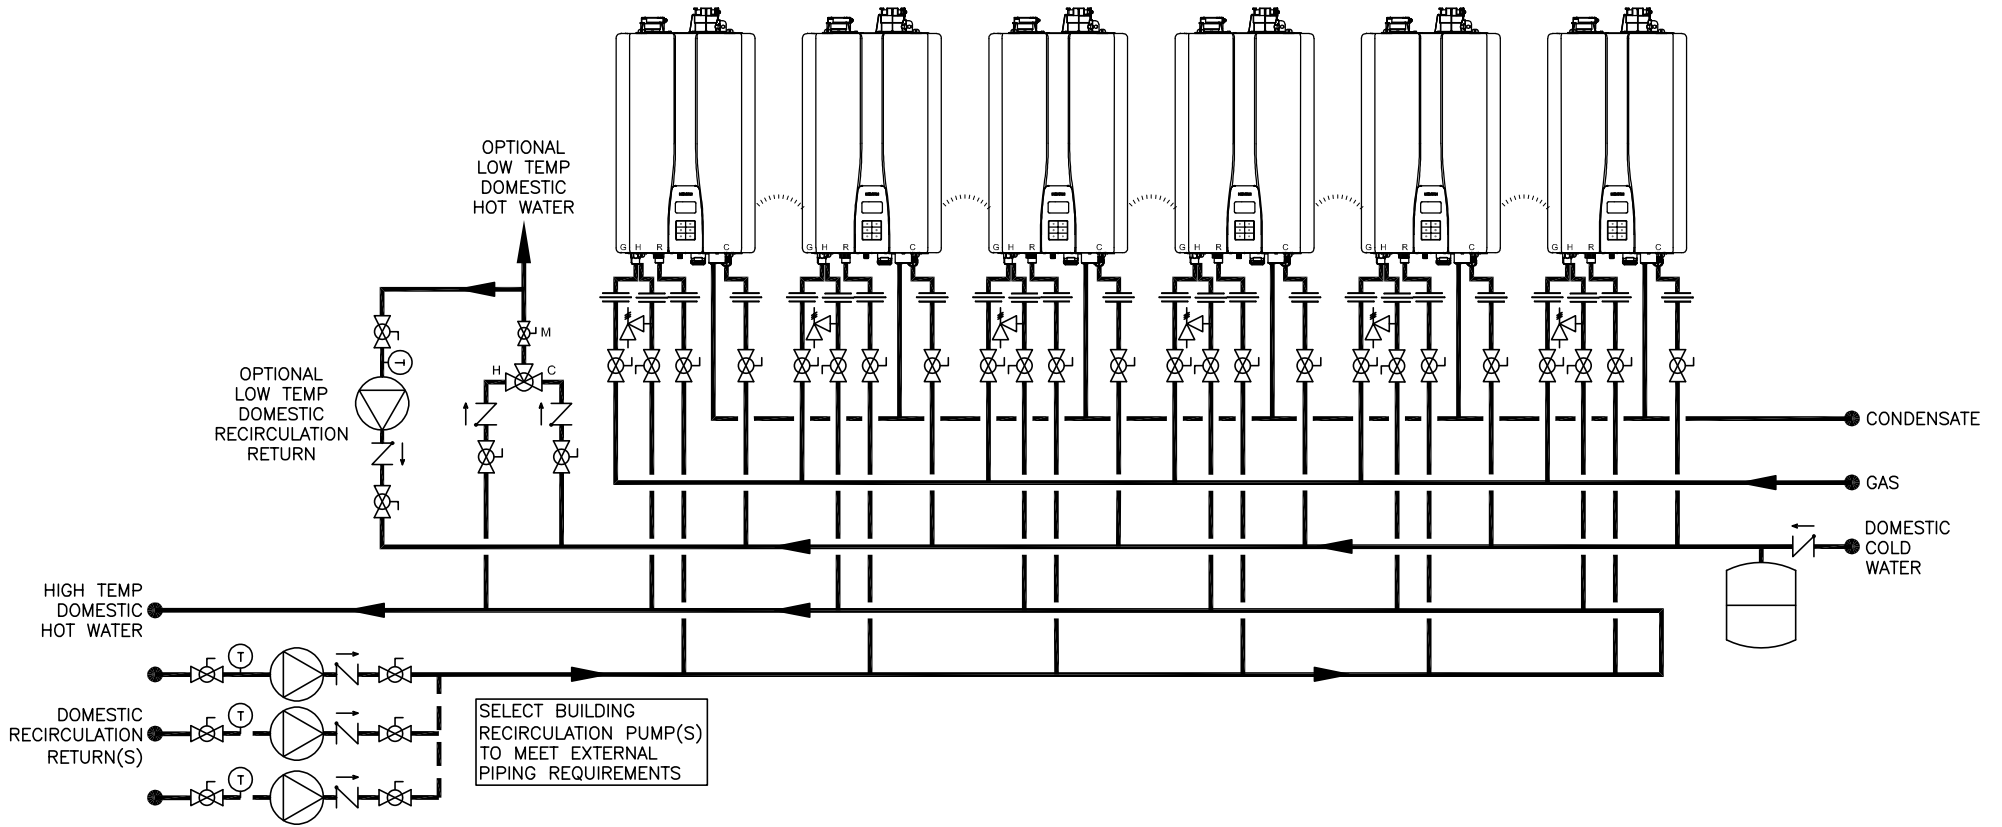 OPTIONAL
LOW TEMP
DOMESTIC
HOT WATER
G H R C
G H R C
G H R C
G H R C
G H R C
G H R C
M
H C
T
OPTIONAL
LOW TEMP
DOMESTIC
RECIRCULATION
RETURN
CONDENSATE
GAS
DOMESTIC
COLD
WATER
HIGH TEMP
DOMESTIC
HOT WATER
T
T
T
DOMESTIC
RECIRCULATION
RETURN(S)
SELECT BUILDING
RECIRCULATION PUMP(S)
TO MEET EXTERNAL
PIPING REQUIREMENTS